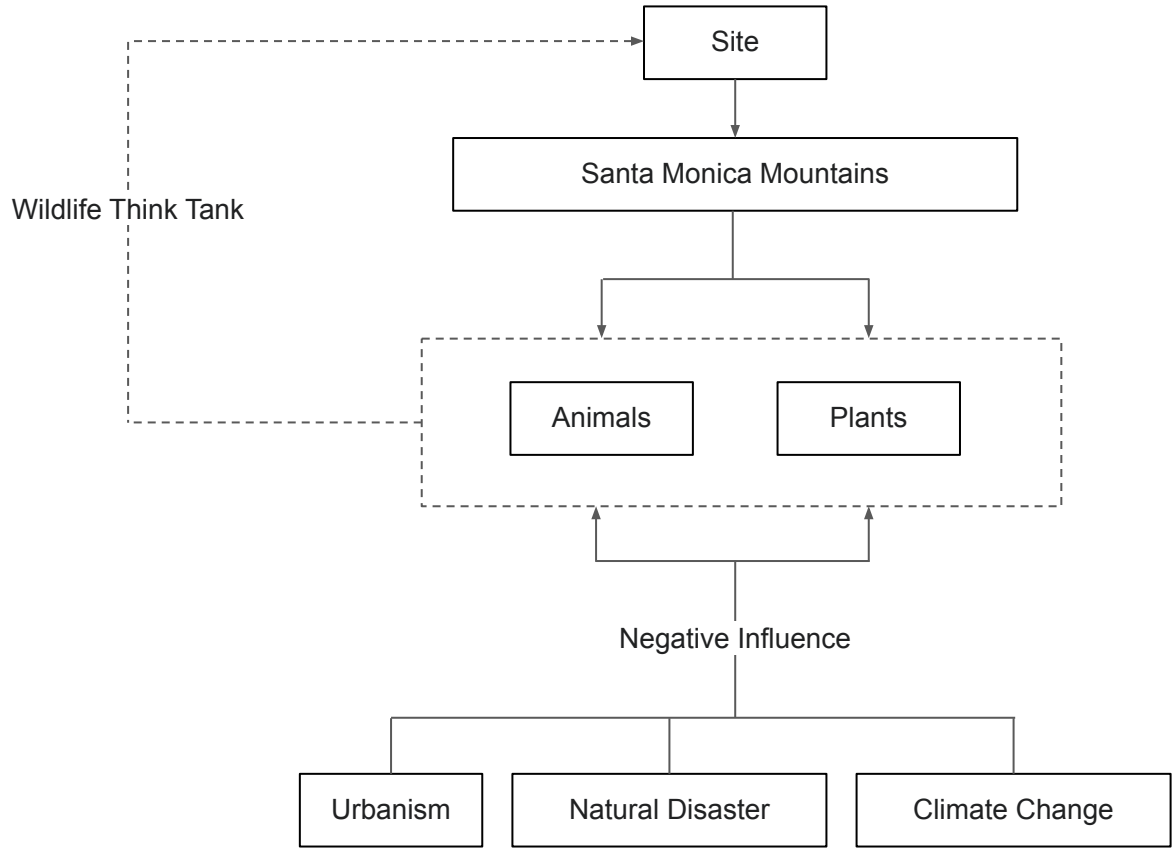 Site
Santa Monica Mountains
Wildlife Think Tank
Animals
Plants
Negative Influence
Urbanism
Natural Disaster
Climate Change